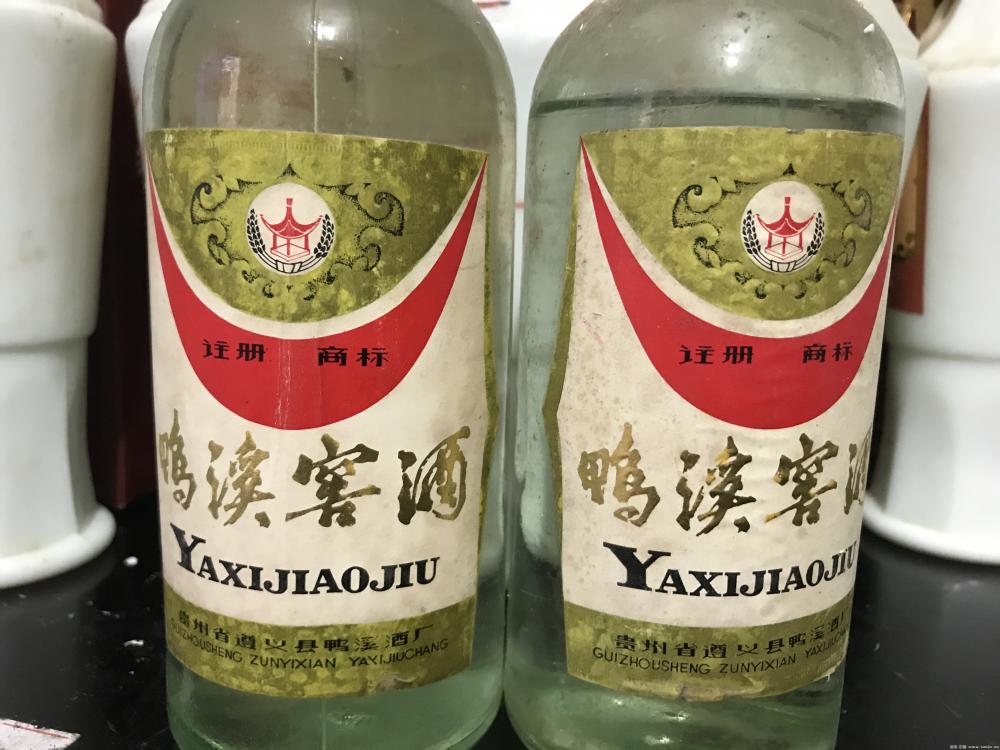 注册 商标
鸭溪窖酒
YAXIJIAOJIU
贵州省遵义县鸭溪酒厂
GUIZHOUSHENG ZUNYIXIAN YAXIJIUCHANG
注册 商标
鸭溪窖酒
YAXIJIAOJIU
贵州省遵义县鸭溪酒
GUIZHOUSHENG ZUNYIXIAN YAXIJIUCH